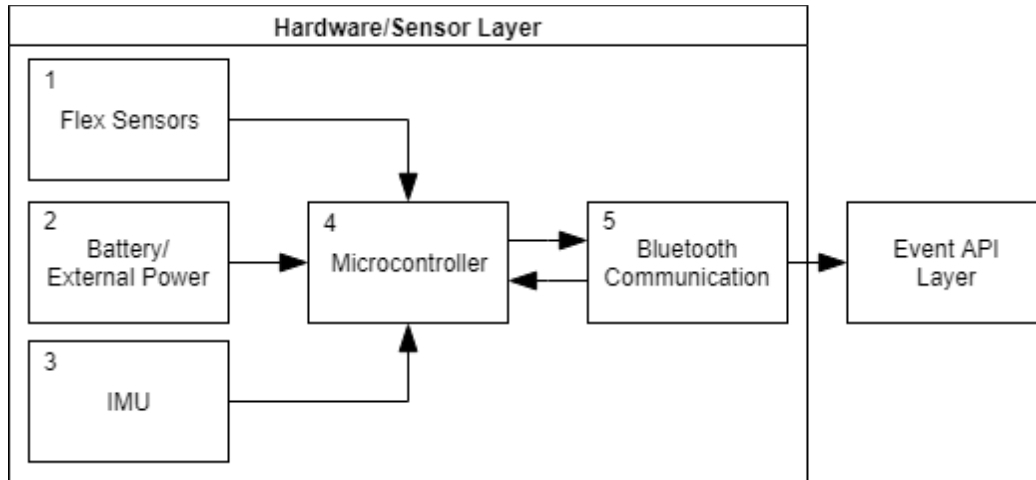 Hardware/Sensor Layer
1
Flex Sensors
2
Battery/
External Power
3
IMU
4
Microcontroller
5
Bluetooth
Communication
Event API
Layer